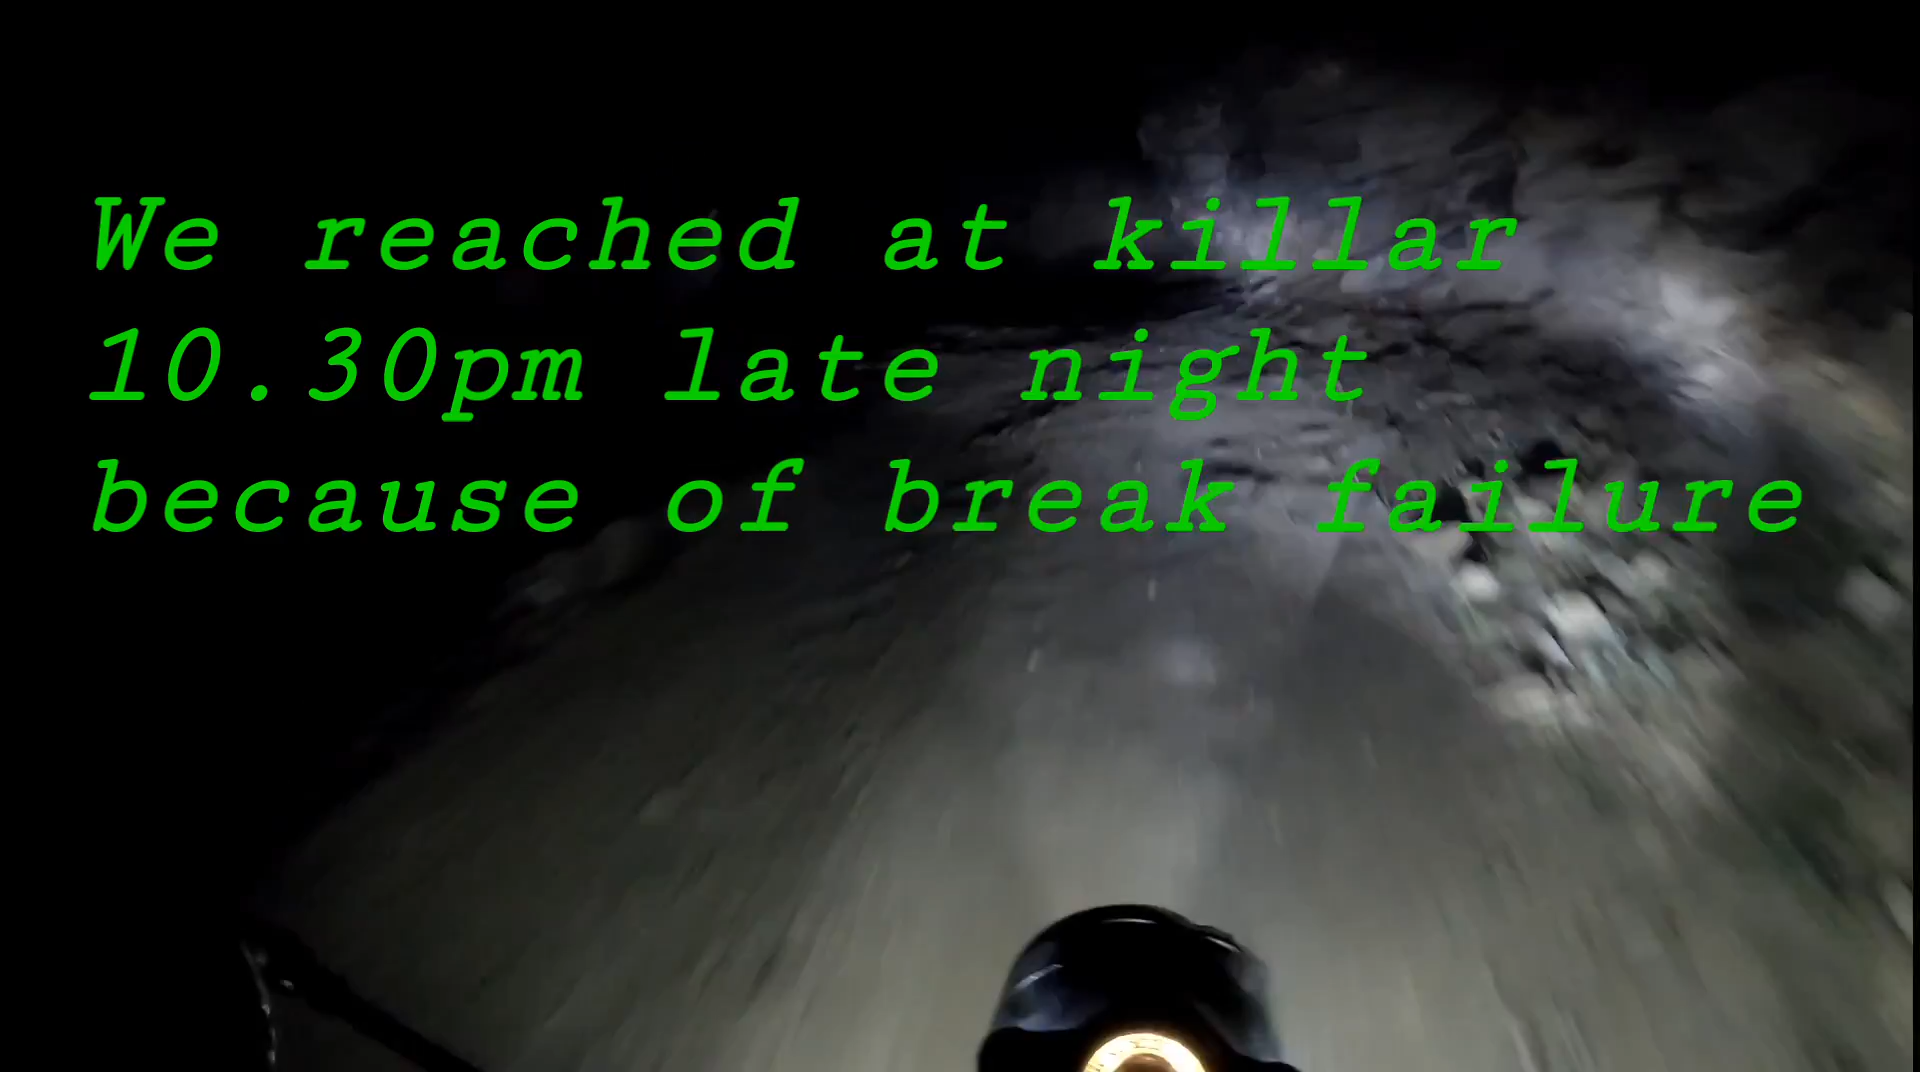 We reached at killar
10.30pm late night
because of break failure